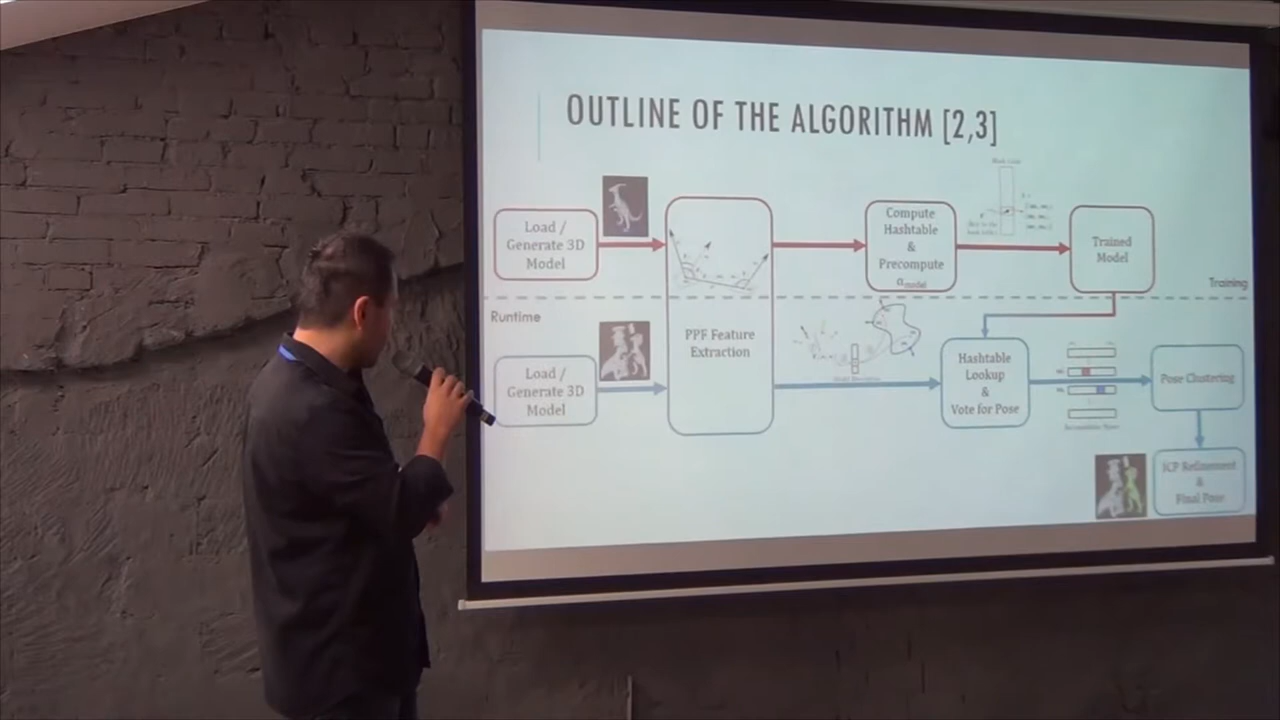 OUTLINE OF THE ALGORITHM [2,3]
Load /
Generate 3D
Model
Compute
Hashtable
&
Precompute
α model
Trained
Model
Training
Runtime
PPF Feature
Extraction
Load /
Generate 3D
Model
Hashtable
Lookup
&
Vote for Pose
Pose Clustering
ICP Refinement
&
Final Pose